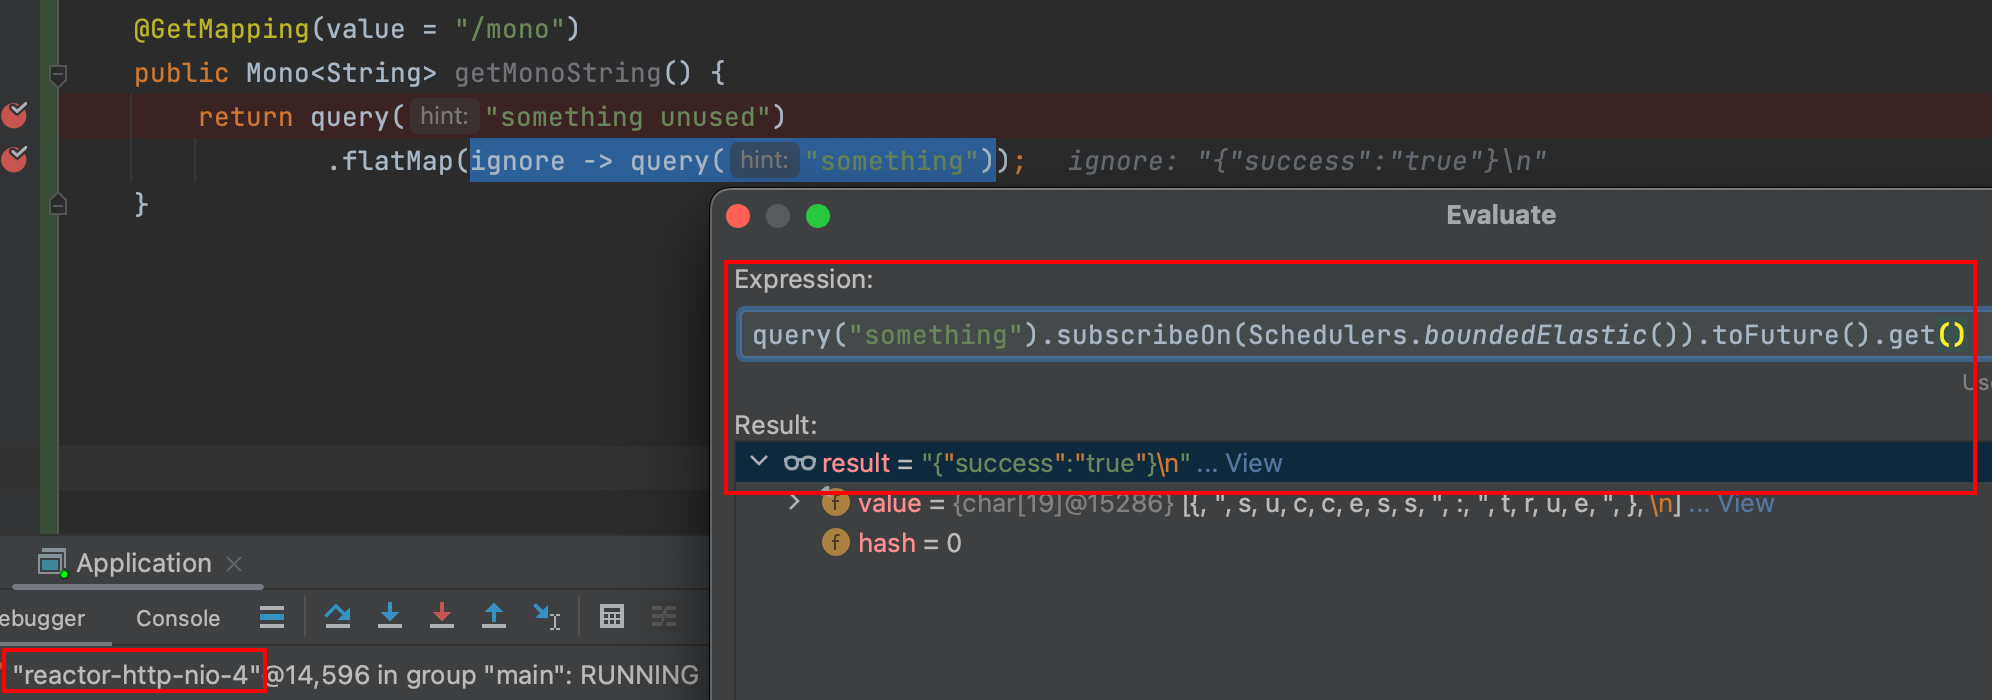 @GetMapping(value = "/mono")
public Mono<String> getMonoString() {
return query( hint: "something unused")
.flatMap(ignore -> query( hint: "something")); ignore: "{"success":"true"}\n"
}
Evaluate
Expression:
query("something").subscribeOn(Schedulers.boundedElastic()).toFuture().get()
Use
Result:
result = "{"success":"true"}\n" ... View
value = {char[19]@15286} [{, ", s, u, c, c, e, s, s, ", :, ", t, r, u, e, ", }, \n] ... View
hash = 0
Application
ebugger Console
"reactor-http-nio-4"@14,596 in group "main": RUNNING